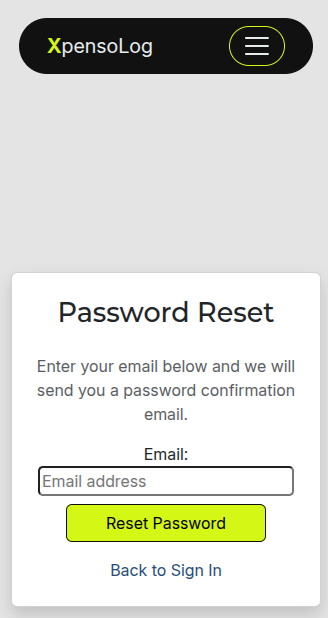 XpensoLog
Password Reset
Enter your email below and we will
send you a password confirmation
email.
Email:
Email address
Reset Password
Back to Sign In